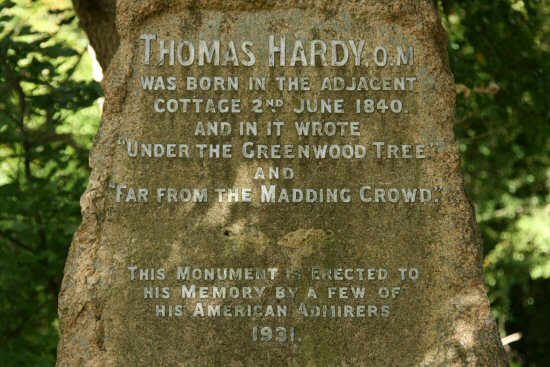 THOMAS HARDY, O.M
WAS BORN IN THE ADJACENT
COTTAGE 2ND JUNE 1840.
AND IN IT WROTE
"UNDER THE GREENWOOD TREE"
AND
"FAR FROM THE MADDING CROWD."
THIS MONUMENT IS ERECTED TO
HIS MEMORY BY A FEW OF
HIS AMERICAN ADMIRERS
1931.